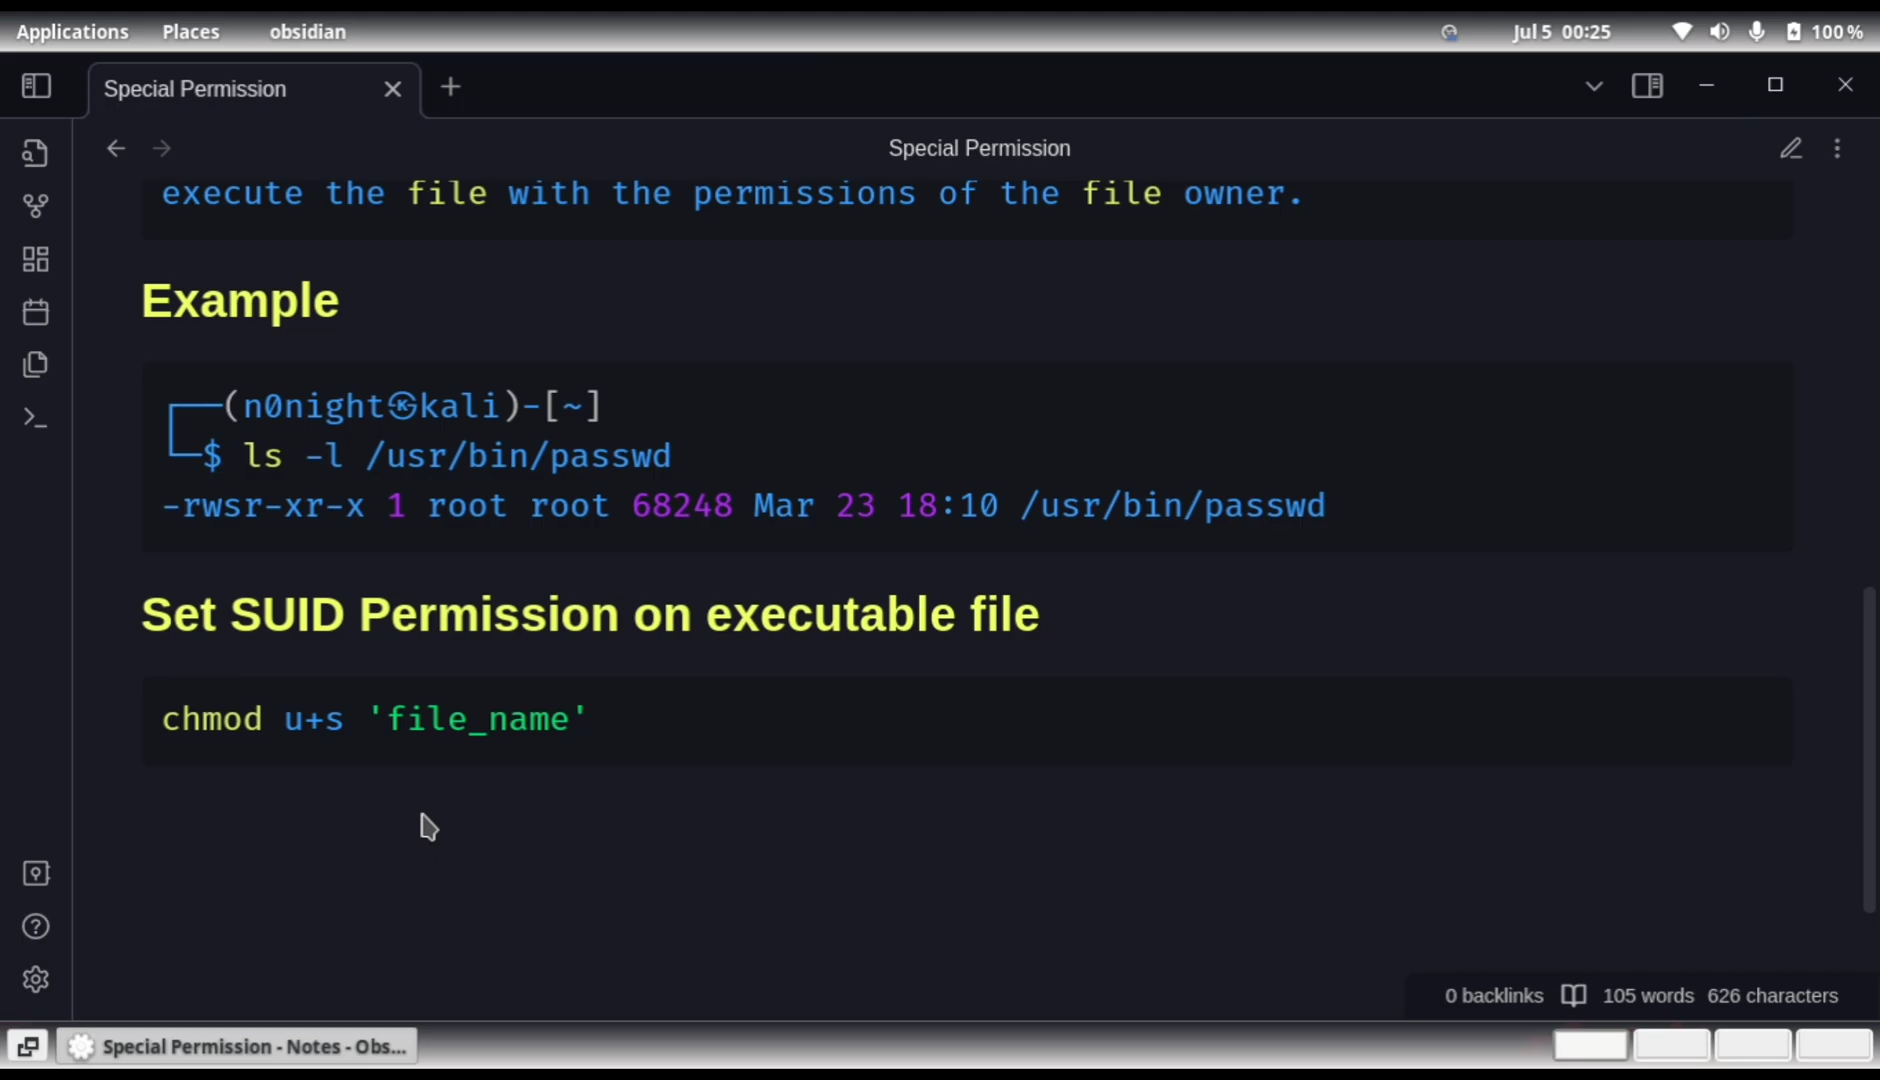 Applications Places obsidian Jul 5 00:25 100%
Special Permission
Special Permission
execute the file with the permissions of the file owner.
Example
┌──(n0night㉿kali)-[~]
└─$ ls -l /usr/bin/passwd
-rwsr-xr-x 1 root root 68248 Mar 23 18:10 /usr/bin/passwd
Set SUID Permission on executable file
chmod u+s 'file_name'
0 backlinks 105 words 626 characters
Special Permission - Notes - Obs...